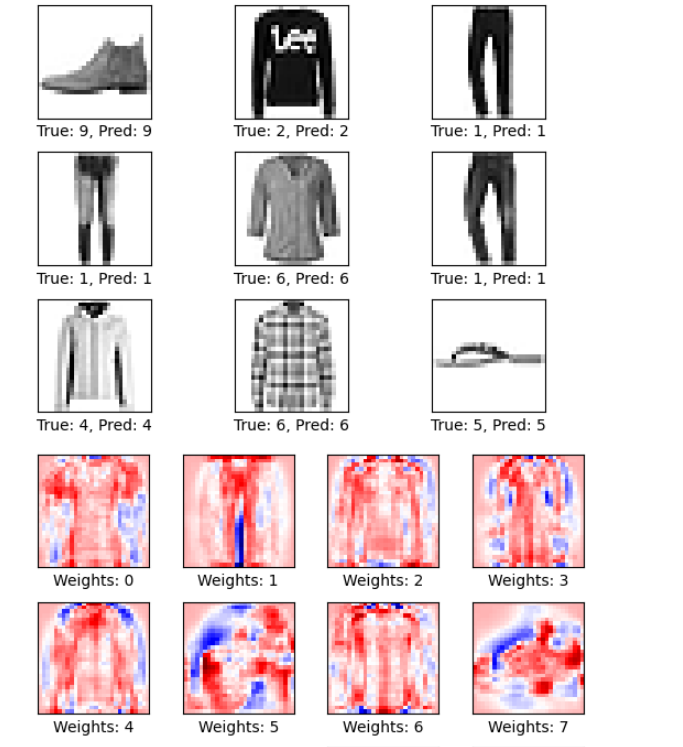 Lee
True: 9, Pred: 9 True: 2, Pred: 2 True: 1, Pred: 1
True: 1, Pred: 1 True: 6, Pred: 6 True: 1, Pred: 1
True: 4, Pred: 4 True: 6, Pred: 6 True: 5, Pred: 5
Weights: 0 Weights: 1 Weights: 2 Weights: 3
Weights: 4 Weights: 5 Weights: 6 Weights: 7